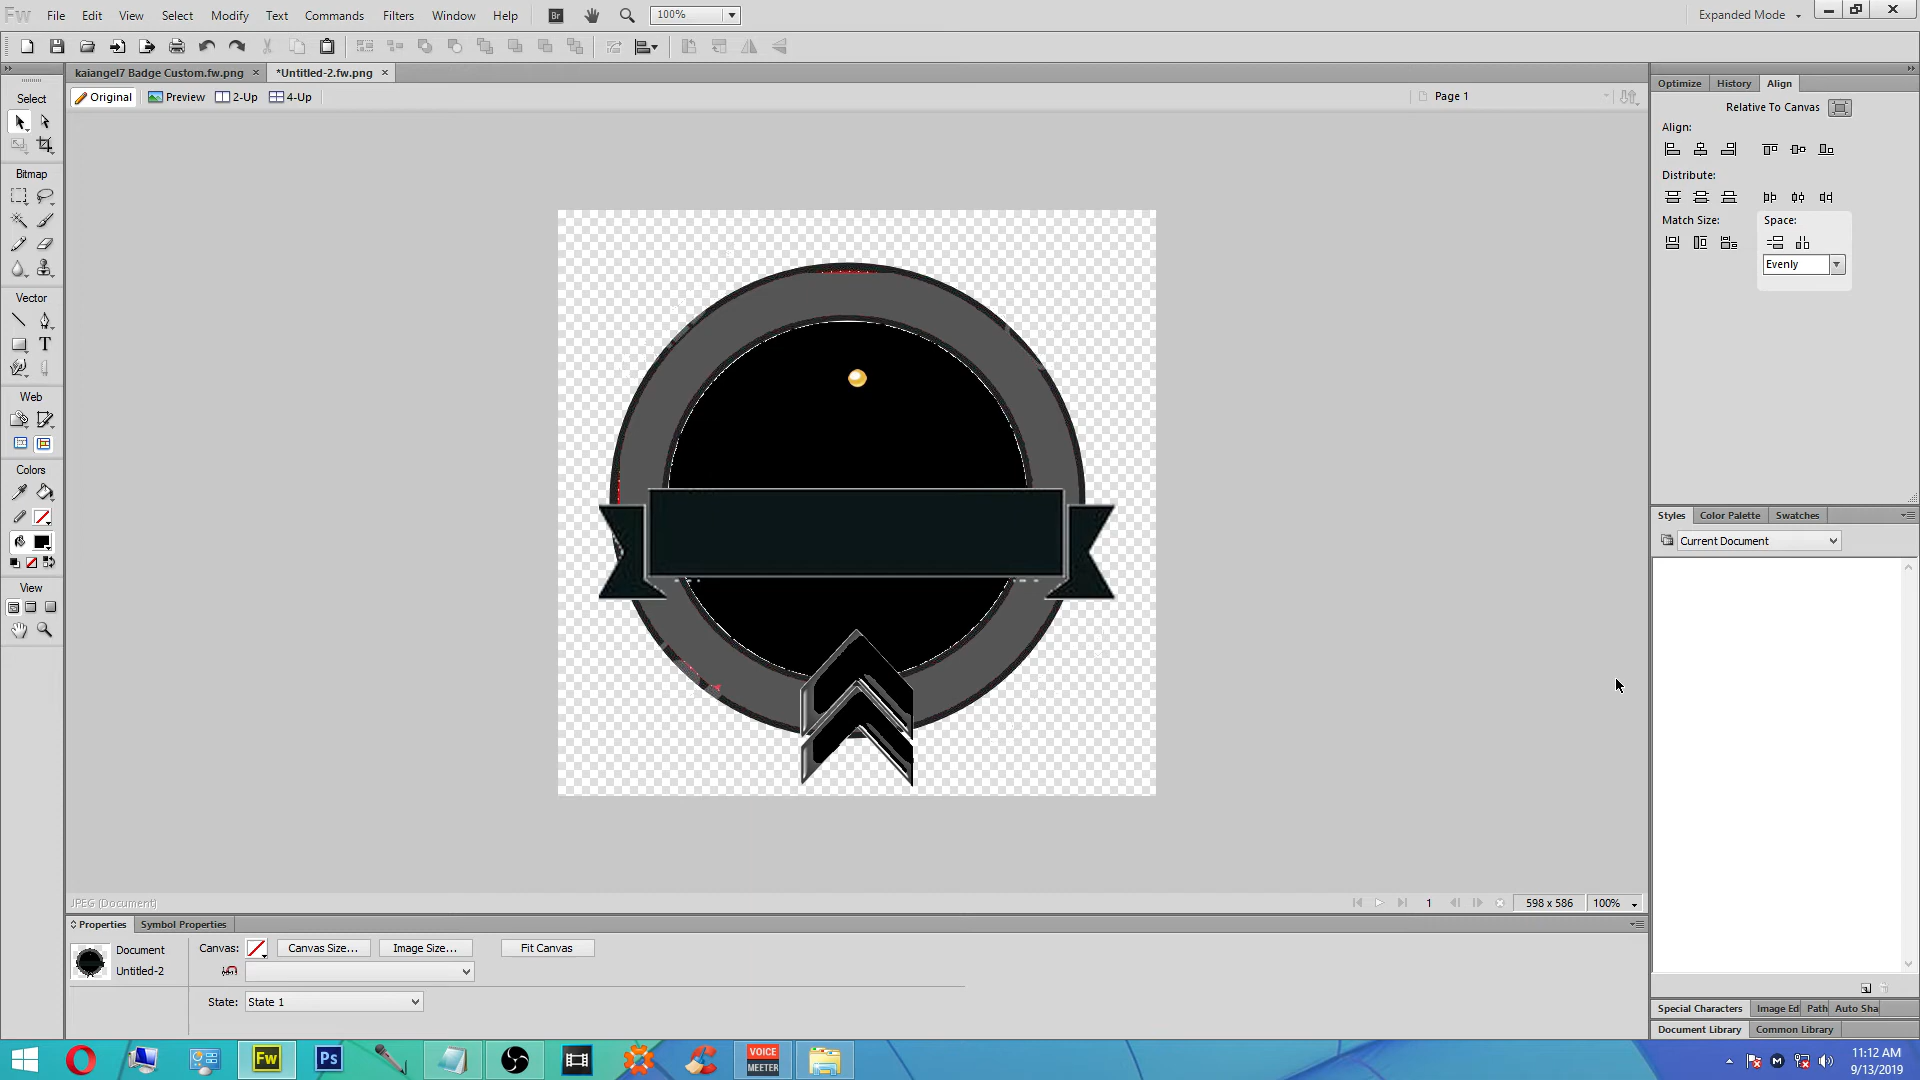 Fw File Edit View Select Modify Text Commands Filters Window Help Br 100% Expanded Mode
kaiangel7 Badge Custom.fw.png *Untitled-2.fw.png
Original Preview 2-Up 4-Up Page 1
Select
Bitmap
Vector
T
Web
Colors
View
Optimize History Align
Relative To Canvas
Align:
Distribute:
Match Size: Space:
Evenly
Styles Color Palette Swatches
Current Document
JPEG (Document) 1 598 x 586 100%
Properties Symbol Properties
Document Canvas: Canvas Size... Image Size... Fit Canvas
Untitled-2
State: State 1
Special Characters Image Ed Path Auto Sha
Document Library Common Library
Fw Ps VOICE MEETER M 11:12 AM
9/13/2019